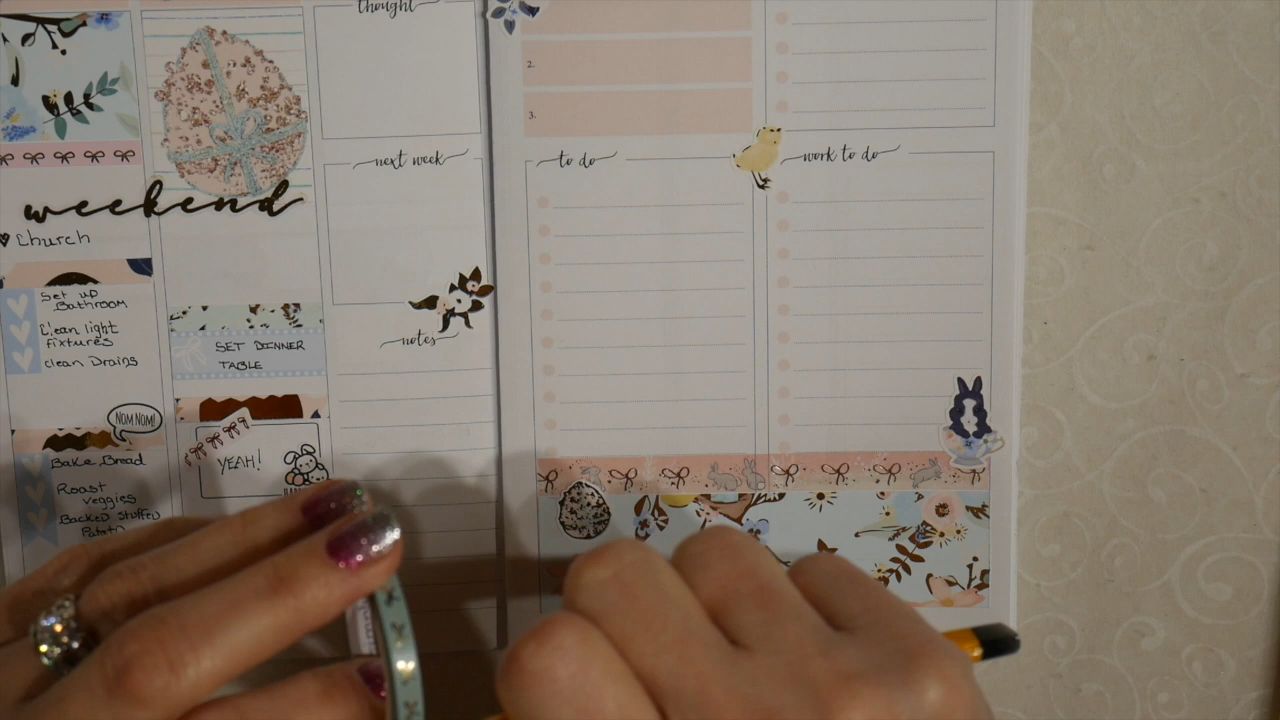 thought
weekend
Church
Set up
Bathroom
Clean light
fixtures
clean Drains
NOM NOM!
Bake Bread
Roast
veggies
Backed Stuffed
SET DINNER
TABLE
YEAH!
next week
notes
2.
3.
to do
work to do